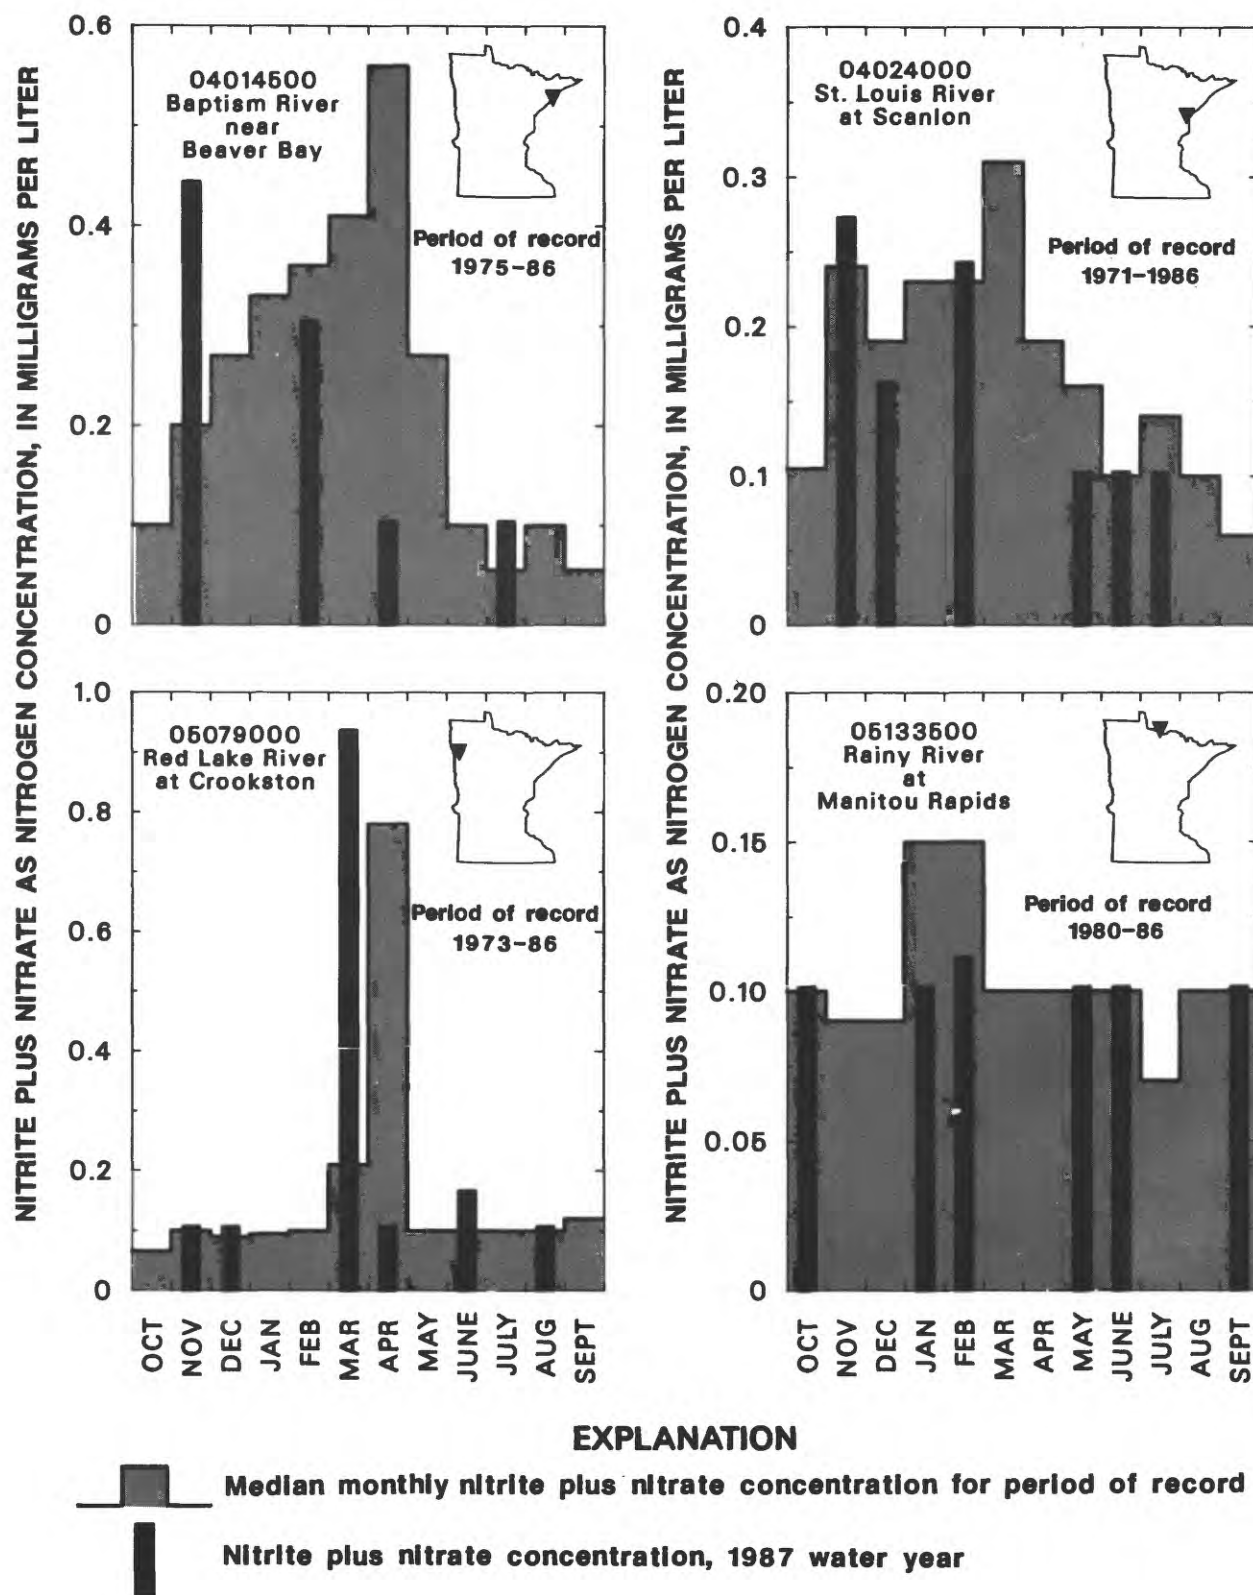 NITRITE PLUS NITRATE AS NITROGEN CONCENTRATION, IN MILLIGRAMS PER LITER
0.6
0.4
0.2
0
04014500
Baptism River
near
Beaver Bay
Period of record
1975-86
NITRITE PLUS NITRATE AS NITROGEN CONCENTRATION, IN MILLIGRAMS PER LITER
0.4
0.3
0.2
0.1
0
04024000
St. Louis River
at Scanlon
Period of record
1971-1986
1.0
0.8
0.6
0.4
0.2
0
05079000
Red Lake River
at Crookston
Period of record
1973-86
OCT
NOV
DEC
JAN
FEB
MAR
APR
MAY
JUNE
JULY
AUG
SEPT
0.20
0.15
0.10
0.05
0
05133500
Rainy River
at
Manitou Rapids
Period of record
1980-86
OCT
NOV
DEC
JAN
FEB
MAR
APR
MAY
JUNE
JULY
AUG
SEPT
EXPLANATION
Median monthly nitrite plus nitrate concentration for period of record
Nitrite plus nitrate concentration, 1987 water year